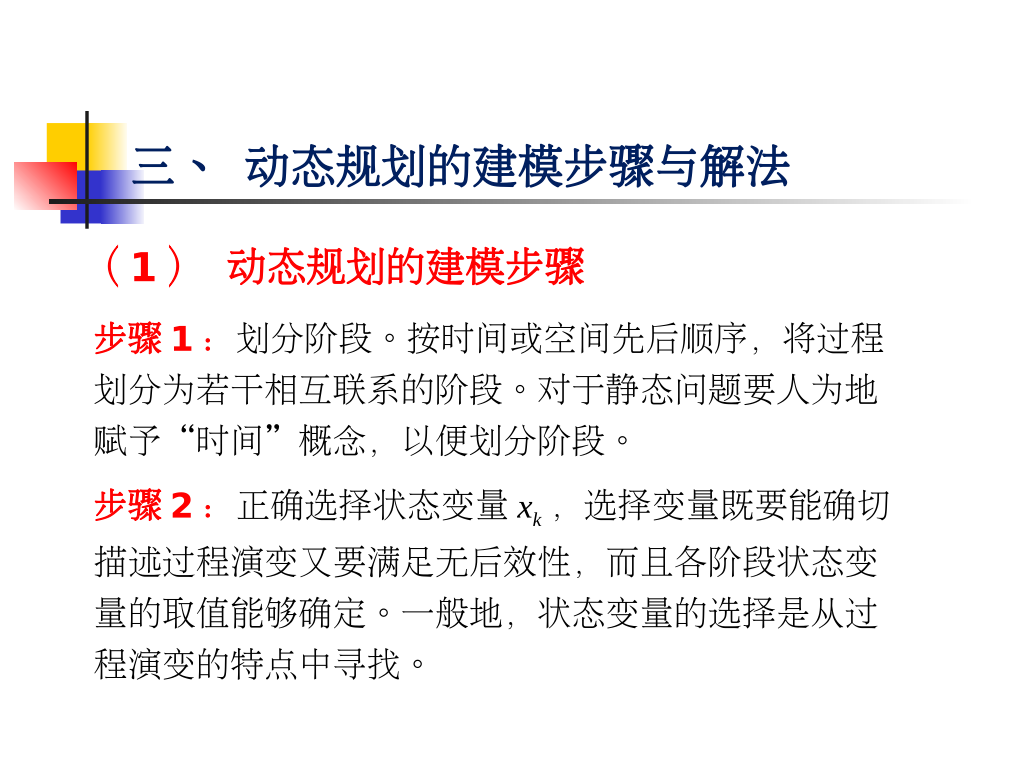 三、 动态规划的建模步骤与解法
（1） 动态规划的建模步骤
步骤1：划分阶段。按时间或空间先后顺序，将过程
划分为若干相互联系的阶段。对于静态问题要人为地
赋予“时间”概念，以便划分阶段。
步骤2：正确选择状态变量 xₖ ，选择变量既要能确切
描述过程演变又要满足无后效性，而且各阶段状态变
量的取值能够确定。一般地，状态变量的选择是从过
程演变的特点中寻找。